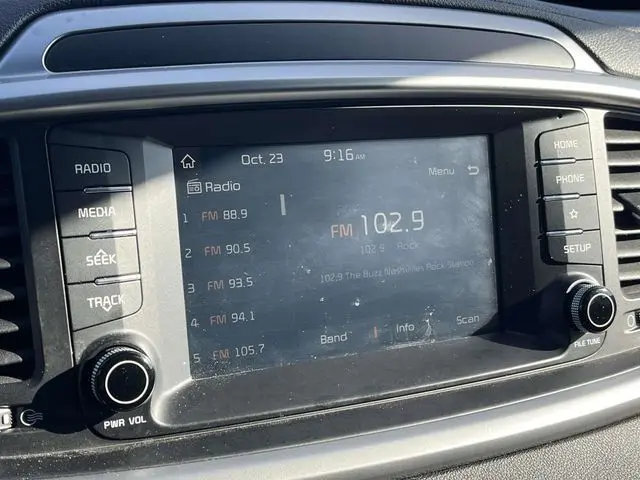 RADIO
MEDIA
SEEK
TRACK
PWR VOL
Oct. 23 9:16 AM
Radio Menu
1 FM 88.9
2 FM 90.5
3 FM 93.5
4 FM 94.1
5 FM 105.7
FM 102.9
102.9 Rock
102.9 The Buzz Nashvilles Rock Station
Band Info Scan
HOME
PHONE
SETUP
FILE TUNE